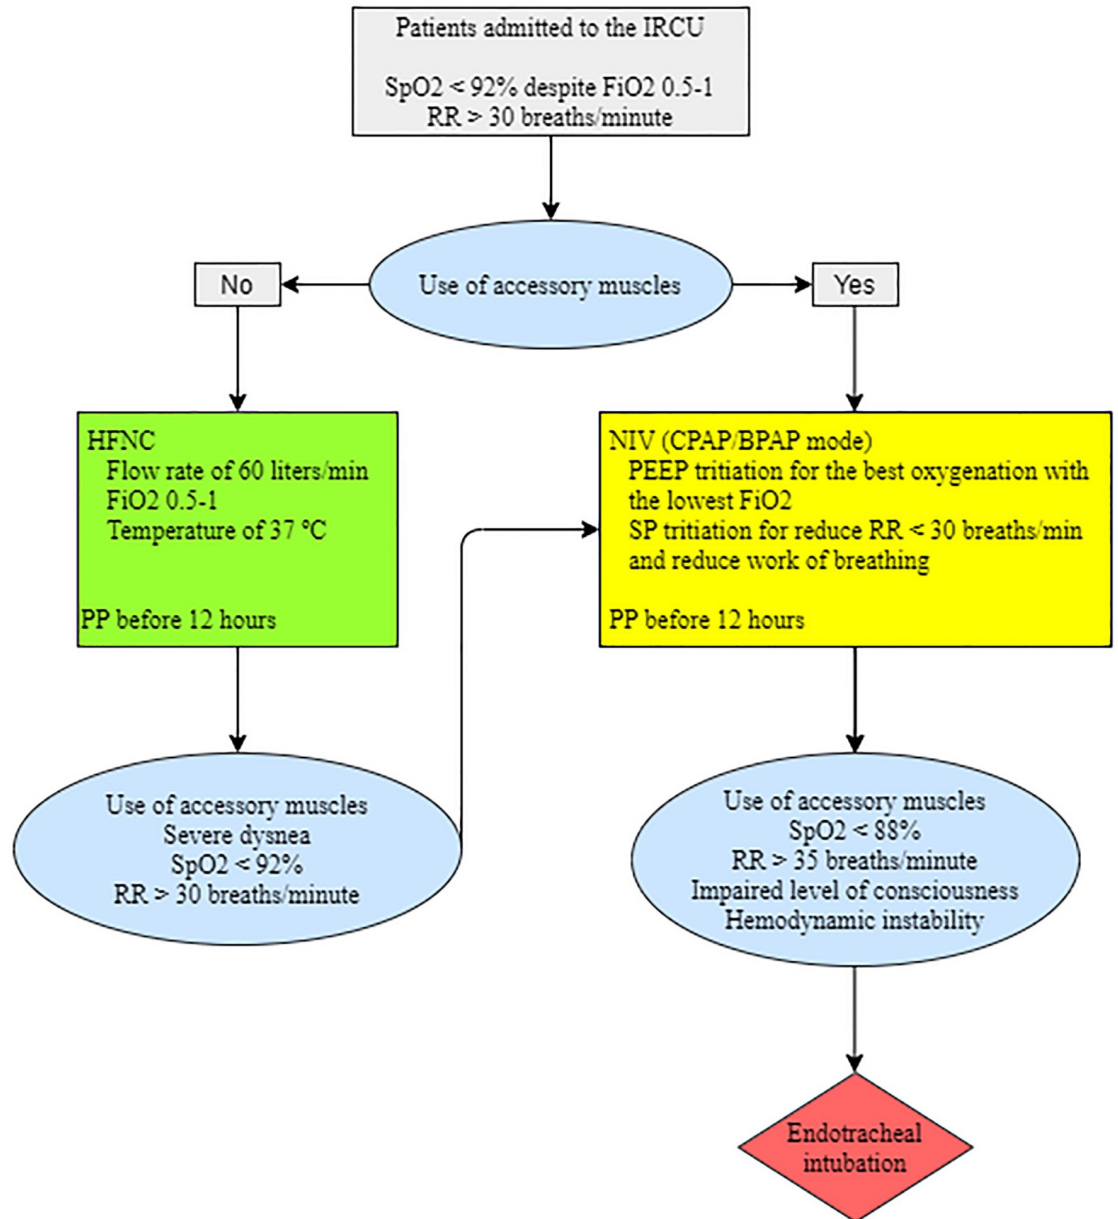 Patients admitted to the IRCU
SpO2 < 92% despite FiO2 0.5-1
RR > 30 breaths/minute
Use of accessory muscles
No
Yes
HFNC
Flow rate of 60 liters/min
FiO2 0.5-1
Temperature of 37 °C
PP before 12 hours
NIV (CPAP/BPAP mode)
PEEP tritiation for the best oxygenation with
the lowest FiO2
SP tritiation for reduce RR < 30 breaths/min
and reduce work of breathing
PP before 12 hours
Use of accessory muscles
Severe dysnea
SpO2 < 92%
RR > 30 breaths/minute
Use of accessory muscles
SpO2 < 88%
RR > 35 breaths/minute
Impaired level of consciousness
Hemodynamic instability
Endotracheal
intubation